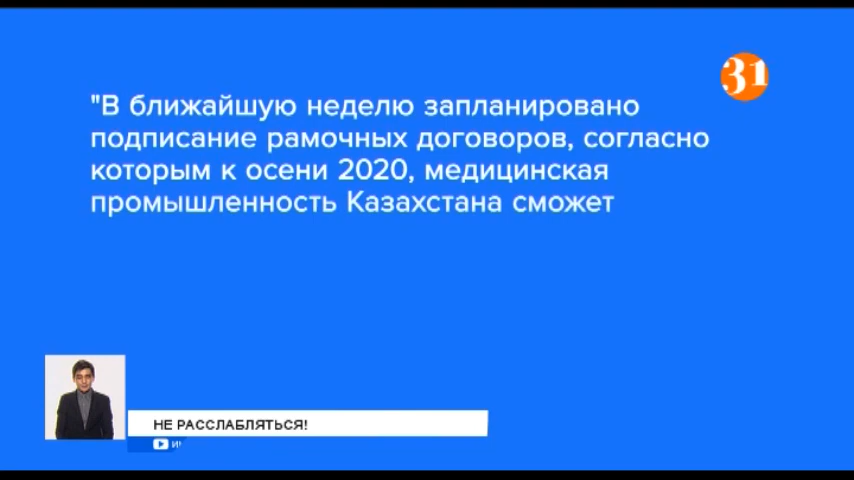 31
"В ближайшую неделю запланировано
подписание рамочных договоров, согласно
которым к осени 2020, медицинская
промышленность Казахстана сможет
НЕ РАССЛАБЛЯТЬСЯ!